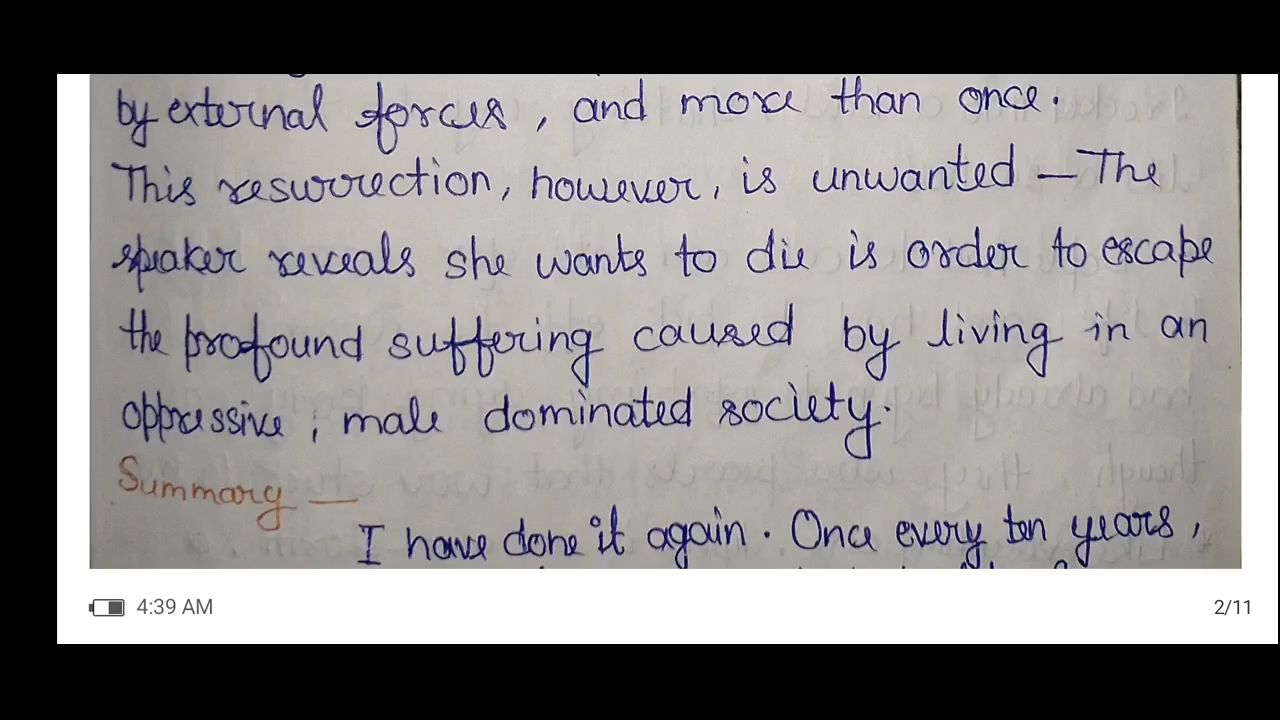 by external forces, and more than once.
This resurrection, however, is unwanted – The
speaker reveals she wants to die is order to escape
the profound suffering caused by living in an
oppressive ; male dominated society.
Summary –
I have done it again. Once every ten years,
4:39 AM
2/11